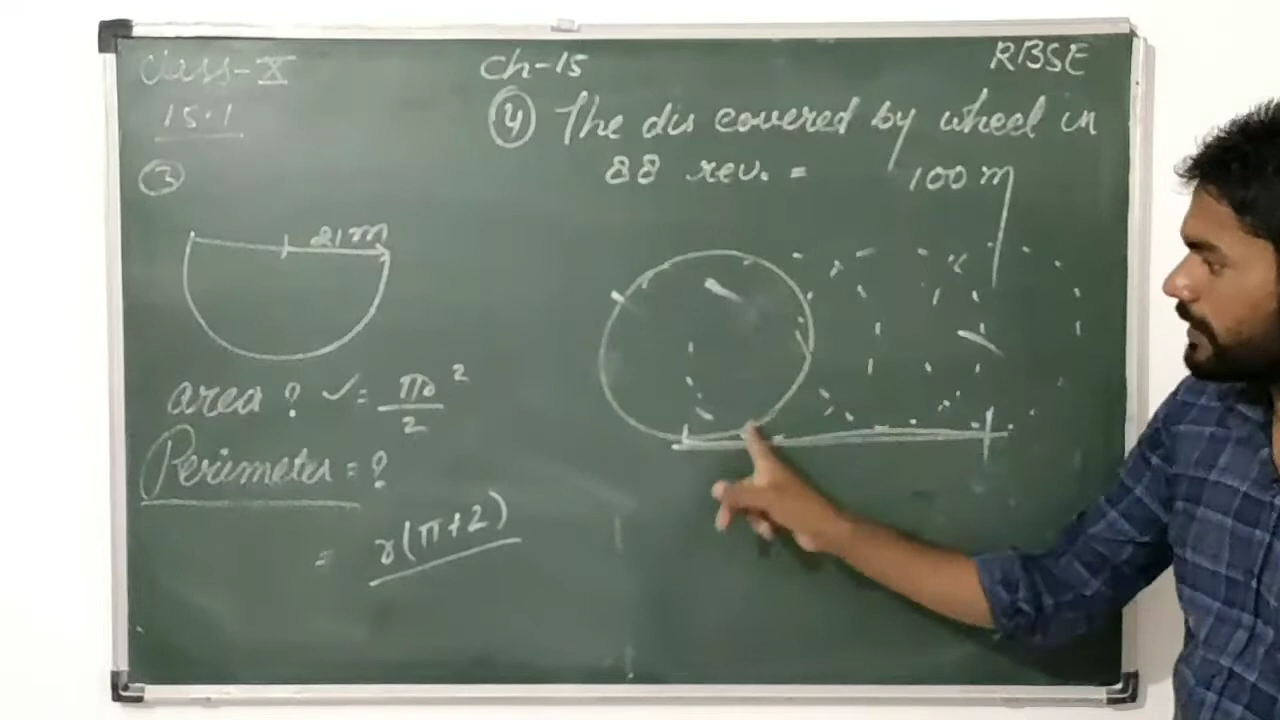 Class-X
Ch-15
RBSE
15.1
④ The dis covered by wheel in
88 rev. = 100 m
③
21m
area ? ✓ = πr²/2
Perimeter = ?
= r(π+2)